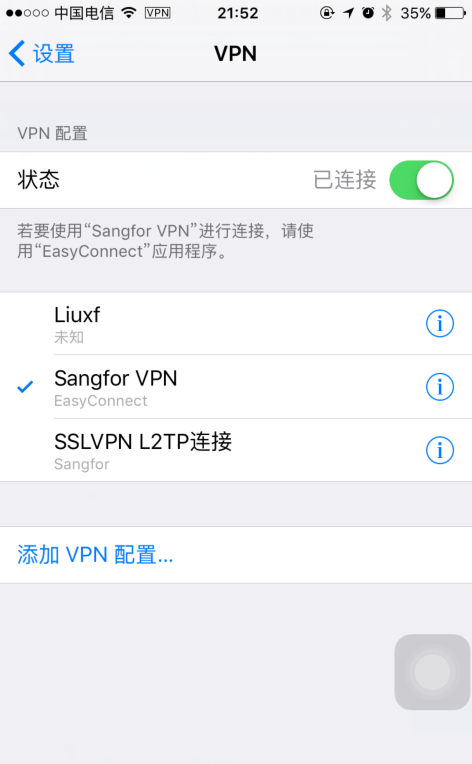 中国电信 VPN 21:52 35%
设置 VPN
VPN 配置
状态 已连接
若要使用“Sangfor VPN”进行连接，请使
用“EasyConnect”应用程序。
Liuxf
未知
Sangfor VPN
EasyConnect
SSLVPN L2TP连接
Sangfor
添加 VPN 配置...